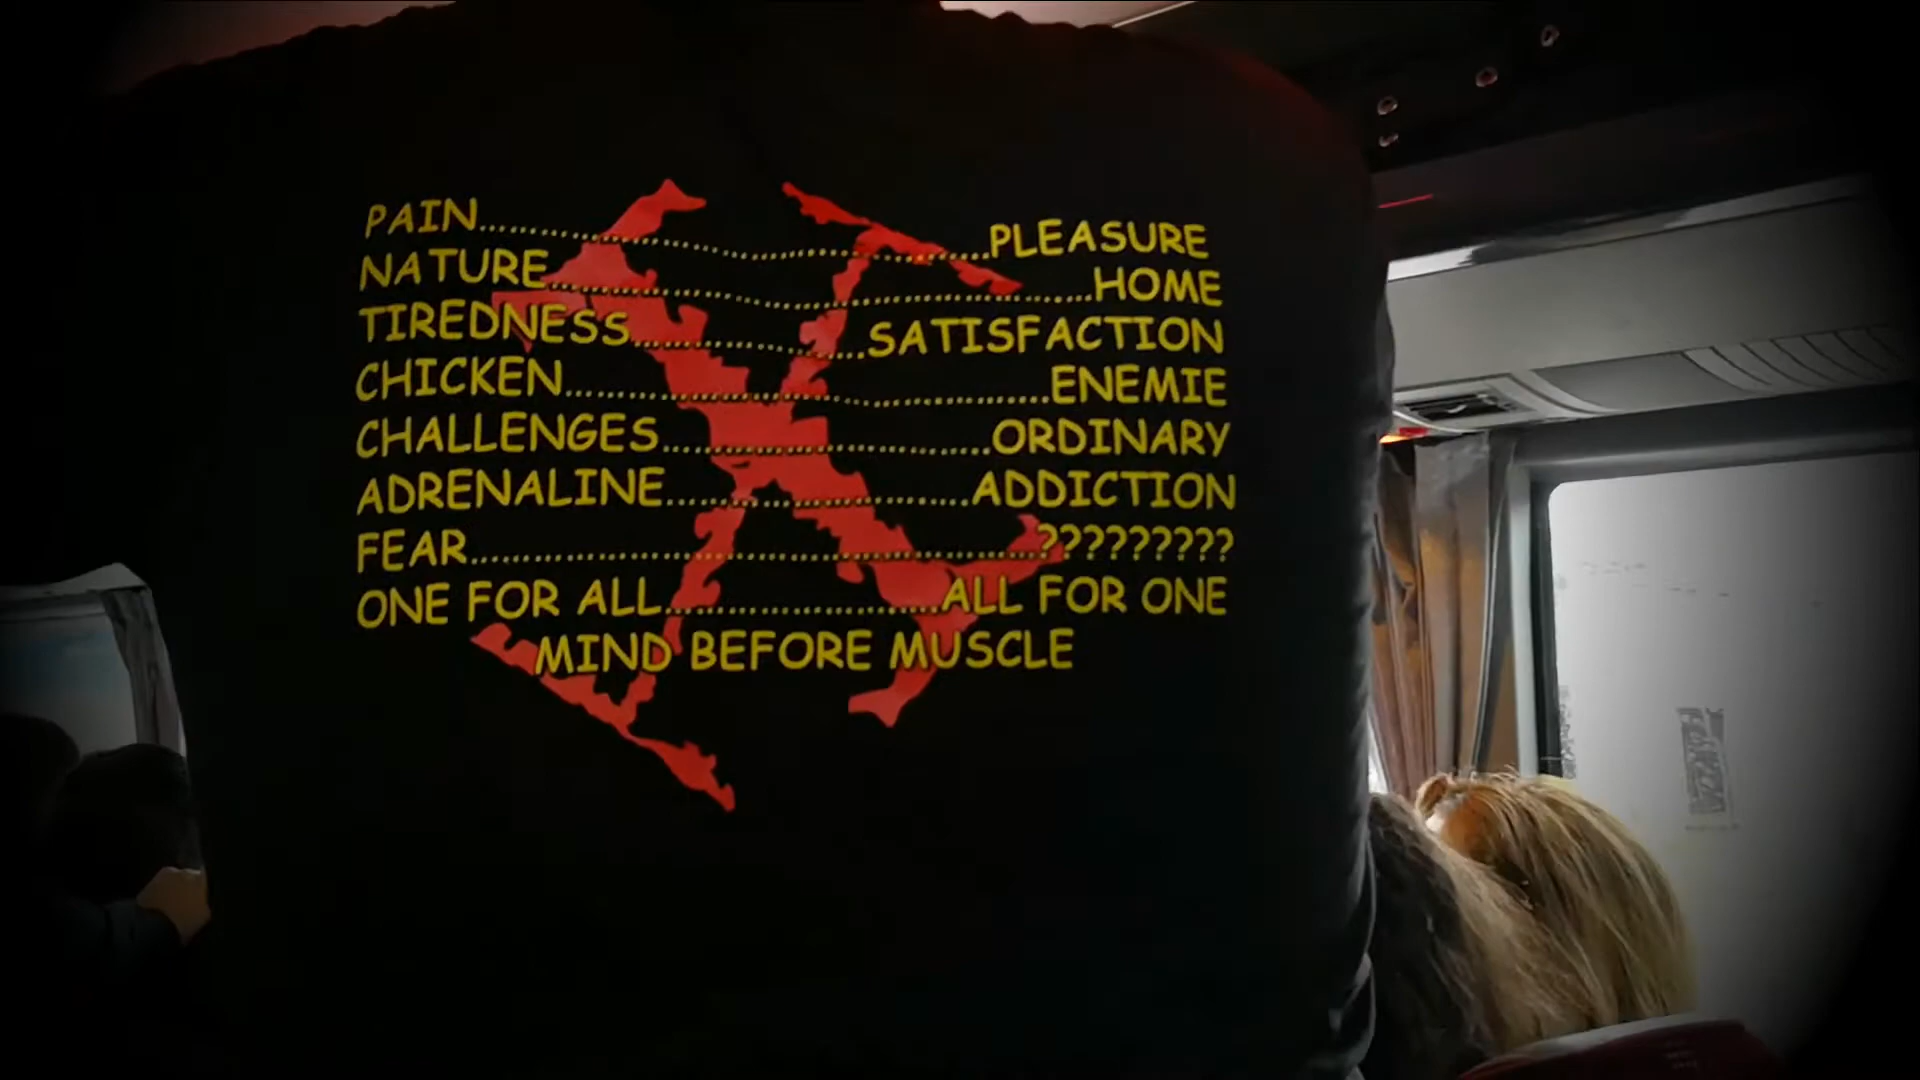 PAIN.......................................................PLEASURE
NATURE.......................................................HOME
TIREDNESS.........................SATISFACTION
CHICKEN...................................................ENEMIE
CHALLENGES..................................ORDINARY
ADRENALINE...............................ADDICTION
FEAR............................................................?????????
ONE FOR ALL............................ALL FOR ONE
MIND BEFORE MUSCLE